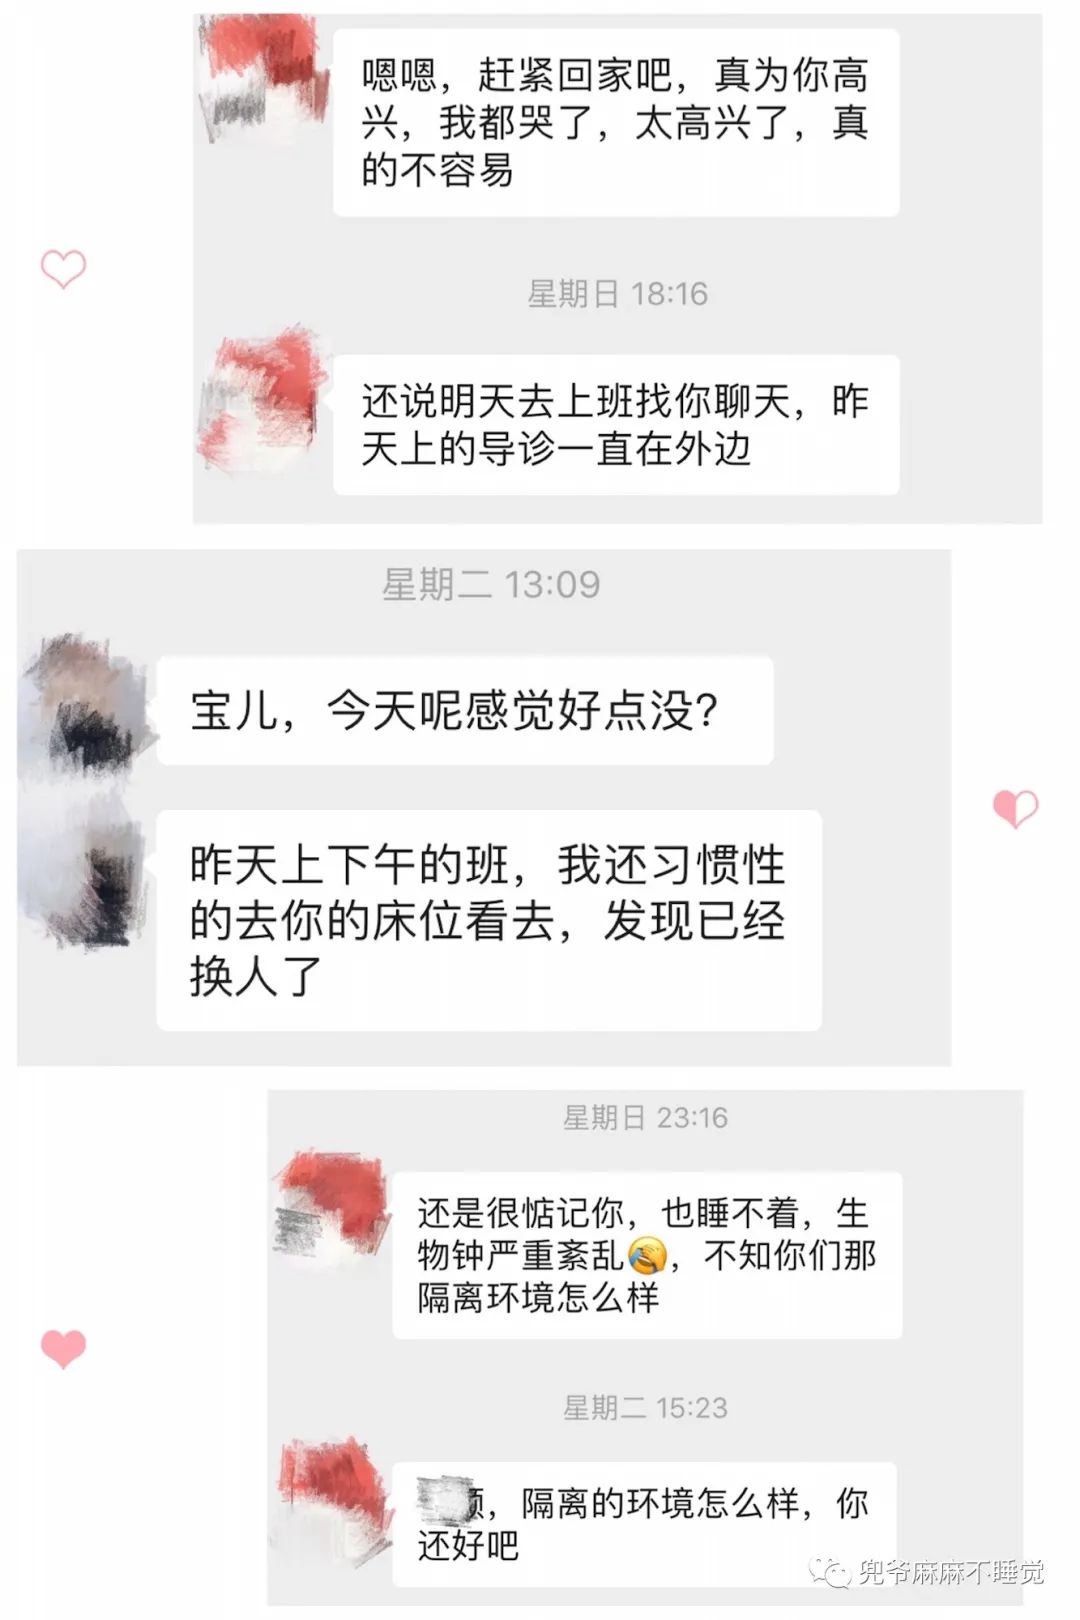 嗯嗯，赶紧回家吧，真为你高
兴，我都哭了，太高兴了，真
的不容易
星期日 18:16
还说明天去上班找你聊天，昨
天上的导诊一直在外边
星期二 13:09
宝儿，今天呢感觉好点没？
昨天上下午的班，我还习惯性
的去你的床位看去，发现已经
换人了
星期日 23:16
还是很惦记你，也睡不着，生
物钟严重紊乱🤦，不知你们那
隔离环境怎么样
星期二 15:23
，隔离的环境怎么样，你
还好吧
兜爷麻麻不睡觉